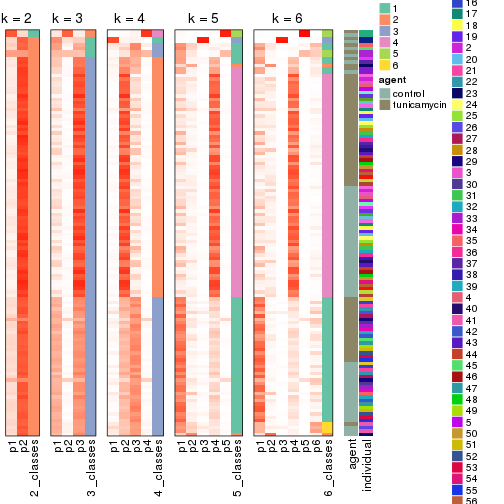 k = 2
k = 3
k = 4
k = 5
k = 6
p1
p2
2_classes
p1
p2
p3
3_classes
p1
p2
p3
p4
4_classes
p1
p2
p3
p4
p5
5_classes
p1
p2
p3
p4
p5
p6
6_classes
agent
individual
1
2
3
4
5
6
agent
control
tunicamycin
16
17
18
19
2
20
21
22
23
24
25
26
27
28
29
3
30
31
32
33
34
35
36
37
38
39
4
40
41
42
43
44
45
46
47
48
49
5
50
51
52
53
54
55
56